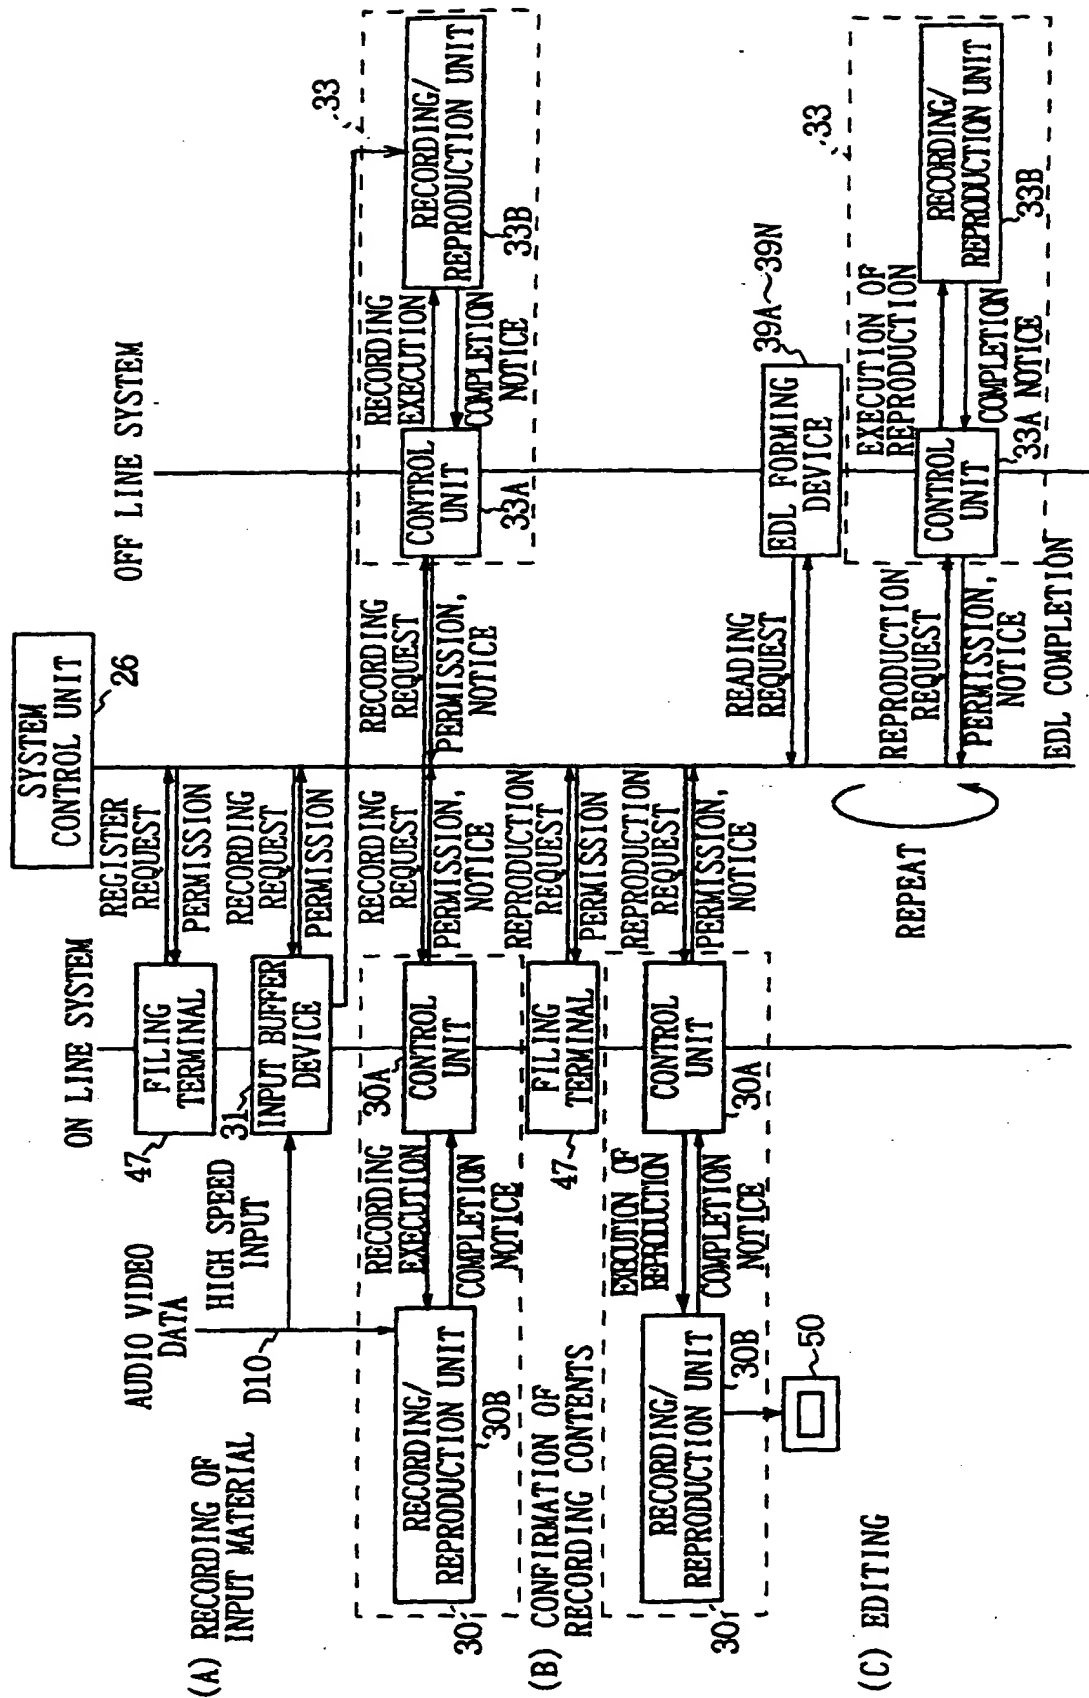 SYSTEM
CONTROL UNIT
26
ON LINE SYSTEM
OFF LINE SYSTEM
AUDIO VIDEO
DATA
47
FILING
TERMINAL
REGISTER
REQUEST
PERMISSION
(A) RECORDING OF
INPUT MATERIAL
D10
HIGH SPEED
INPUT
31
INPUT BUFFER
DEVICE
RECORDING
REQUEST
PERMISSION
33
30
RECORDING/
REPRODUCTION UNIT
30B
RECORDING
EXECUTION
COMPLETION
NOTICE
30A
CONTROL
UNIT
RECORDING
REQUEST
PERMISSION,
NOTICE
RECORDING
REQUEST
PERMISSION,
NOTICE
CONTROL
UNIT
33A
RECORDING
EXECUTION
COMPLETION
NOTICE
RECORDING/
REPRODUCTION UNIT
33B
(B) CONFIRMATION OF
RECORDING CONTENTS
47
FILING
TERMINAL
REPRODUCTION
REQUEST
PERMISSION
30
RECORDING/
REPRODUCTION UNIT
30B
EXECUTION OF
REPRODUCTION
COMPLETION
NOTICE
CONTROL
UNIT
30A
REPRODUCTION
REQUEST
PERMISSION,
NOTICE
50
READING
REQUEST
EDL FORMING
DEVICE
39A~39N
(C) EDITING
REPEAT
REPRODUCTION
REQUEST
PERMISSION,
NOTICE
CONTROL
UNIT
33A
EXECUTION OF
REPRODUCTION
COMPLETION
NOTICE
RECORDING/
REPRODUCTION UNIT
33B
33
EDL COMPLETION